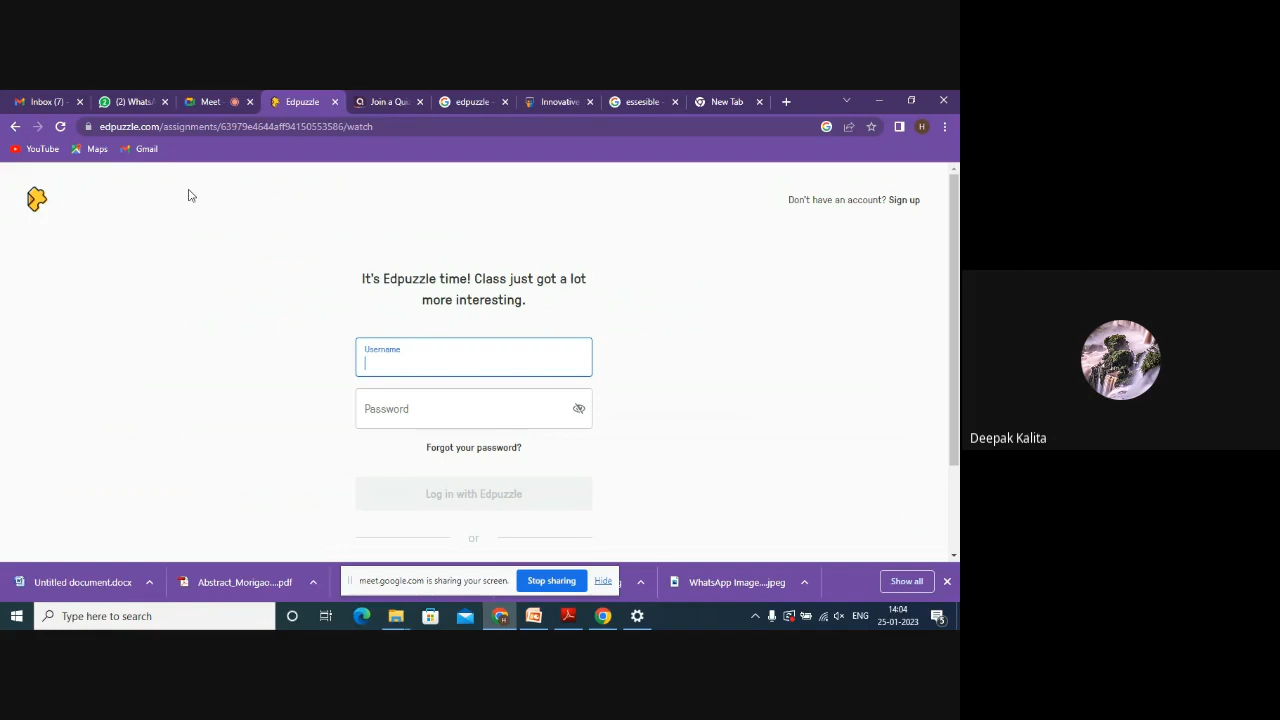 Inbox (7)
(2) Whats
Meet
Edpuzzle
Join a Qui
edpuzzle -
Innovative
essesible -
New Tab
edpuzzle.com/assignments/63979e4644aff94150553586/watch
H
YouTube
Maps
Gmail
Don't have an account? Sign up
It's Edpuzzle time! Class just got a lot
more interesting.
Username
Password
Forgot your password?
Log in with Edpuzzle
or
Deepak Kalita
Untitled document.docx
Abstract_Morigao....pdf
meet.google.com is sharing your screen.
Stop sharing
Hide
WhatsApp Image....jpeg
Show all
Type here to search
ENG
14:04
25-01-2023
5